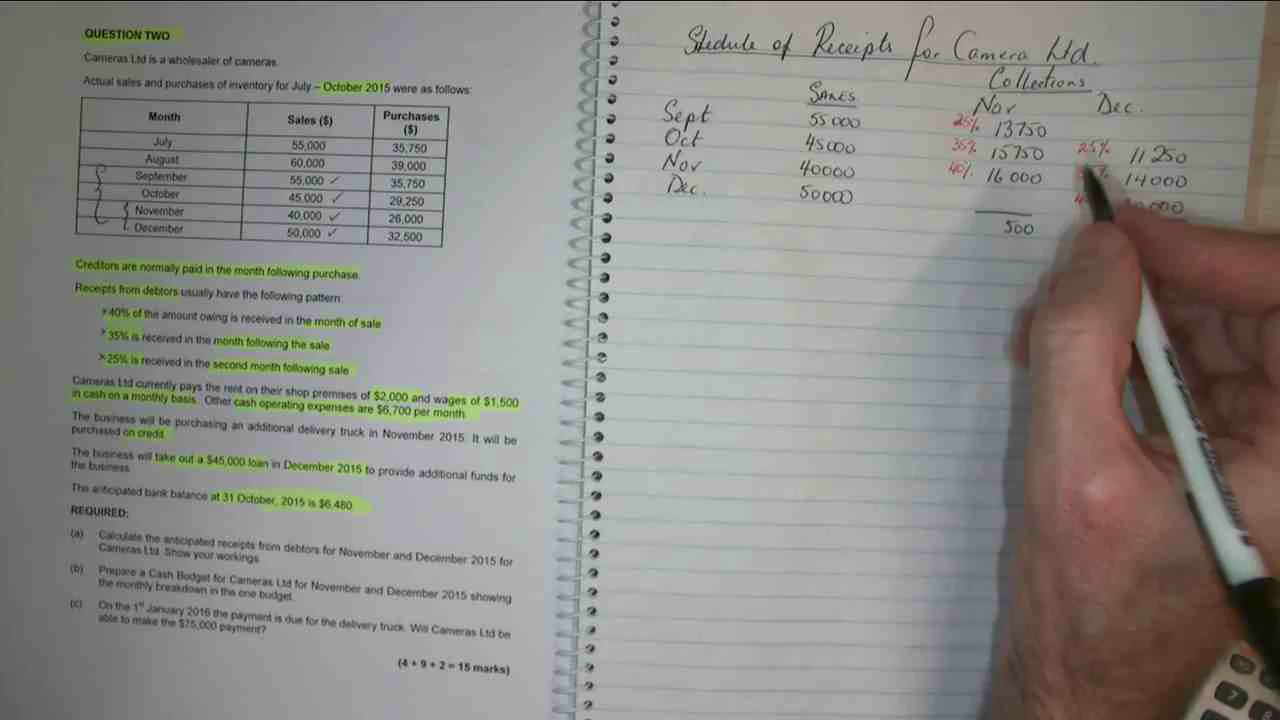 QUESTION TWO
Cameras Ltd is a wholesaler of cameras.
Actual sales and purchases of inventory for July – October 2015 were as follows:
Month Sales ($) Purchases ($)
July 55,000 35,750
August 60,000 39,000
September 55,000 ✓ 35,750
October 45,000 ✓ 29,250
November 40,000 ✓ 26,000
December 50,000 ✓ 32,500
Creditors are normally paid in the month following purchase.
Receipts from debtors usually have the following pattern:
40% of the amount owing is received in the month of sale
35% is received in the month following the sale
25% is received in the second month following sale
Cameras Ltd currently pays the rent on their shop premises of $2,000 and wages of $1,500
in cash on a monthly basis. Other cash operating expenses are $6,700 per month.
The business will be purchasing an additional delivery truck in November 2015. It will be
purchased on credit.
The business will take out a $45,000 loan in December 2015 to provide additional funds for
the business.
The anticipated bank balance at 31 October, 2015 is $6,480.
REQUIRED:
(a) Calculate the anticipated receipts from debtors for November and December 2015 for
Cameras Ltd. Show your workings.
(b) Prepare a Cash Budget for Cameras Ltd for November and December 2015 showing
the monthly breakdown in the one budget.
(c) On the 1st January 2016 the payment is due for the delivery truck. Will Cameras Ltd be
able to make the $75,000 payment?
(4 + 9 + 2 = 15 marks)
Shedule of Receipts for Camera Ltd.
Collections
SALES Nov Dec.
Sept 55000 25% 13750
Oct 45000 35% 15750 25% 11250
Nov 40000 40% 16000 14000
Dec. 50000
500